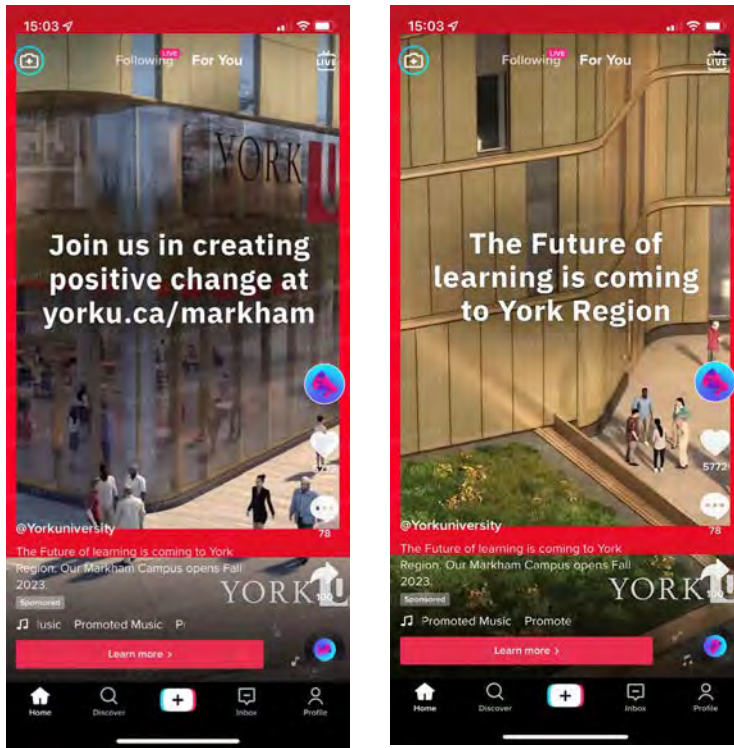 15:03
LIVE
Following
For You
LIVE
YORK U
Join us in creating
positive change at
yorku.ca/markham
5772
78
@Yorkuniversity
The Future of learning is coming to York
Region. Our Markham Campus opens Fall
2023.
100
YORK U
Sponsored
usic Promoted Music P
Learn more >
Home
Discover
Inbox
Profile
15:03
LIVE
Following
For You
LIVE
The Future of
learning is coming
to York Region
5772
78
@Yorkuniversity
The Future of learning is coming to York
Region. Our Markham Campus opens Fall
2023.
100
YORK U
Sponsored
Promoted Music Promote
Learn more >
Home
Discover
Inbox
Profile